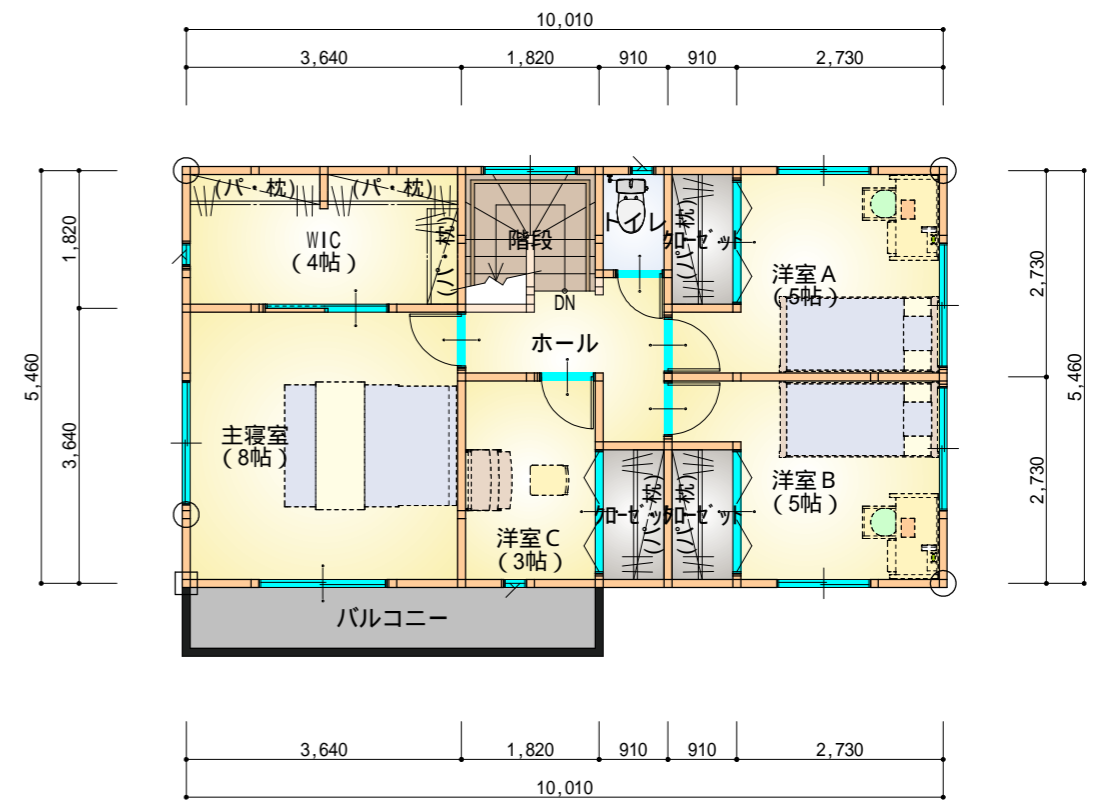 10,010
3,640
1,820
910
910
2,730
(パ・枕)
(パ・枕)
WIC
(4帖)
(パ・枕)
階段
DN
トイレ
クローゼット
(パ・枕)
洋室A
(5帖)
ホール
主寝室
(8帖)
洋室C
(3帖)
クローゼット
(パ・枕)
クローゼット
(パ・枕)
洋室B
(5帖)
バルコニー
1,820
3,640
5,460
2,730
2,730
5,460
3,640
1,820
910
910
2,730
10,010